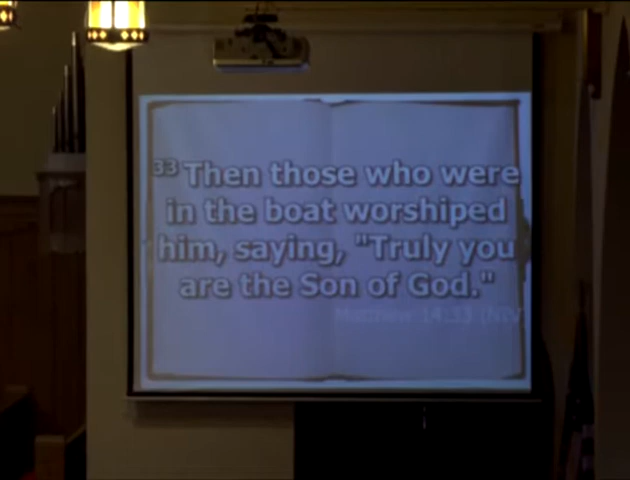 33 Then those who were
in the boat worshiped
him, saying, "Truly you
are the Son of God."
Matthew 14:33 (NIV